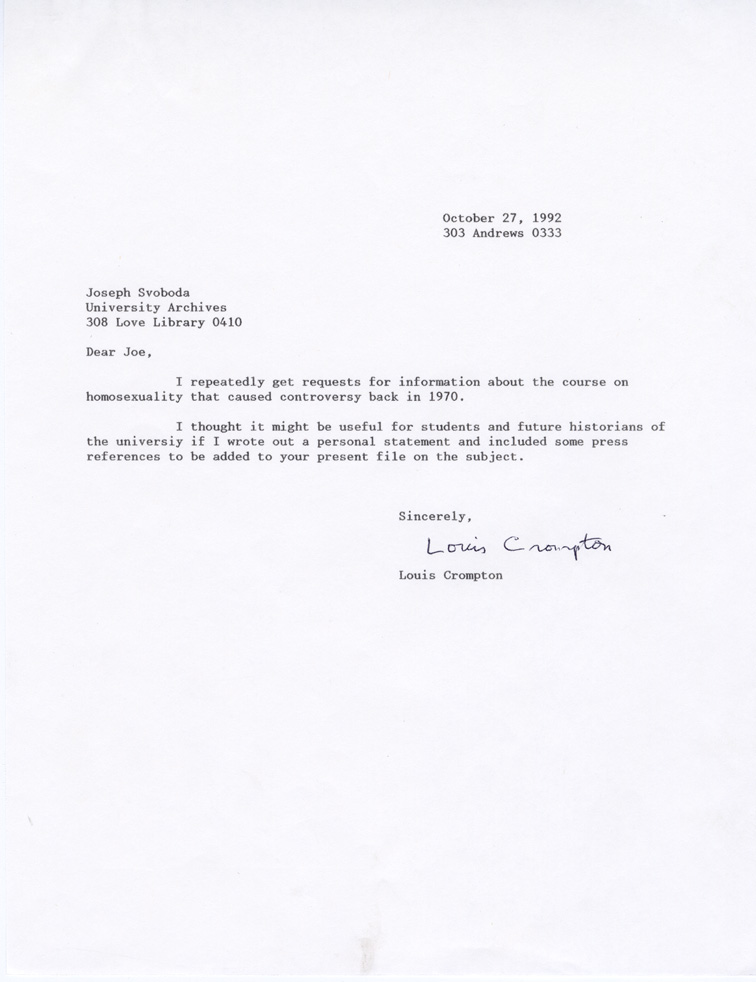 October 27, 1992
303 Andrews 0333
Joseph Svoboda
University Archives
308 Love Library 0410
Dear Joe,
I repeatedly get requests for information about the course on
homosexuality that caused controversy back in 1970.
I thought it might be useful for students and future historians of
the universiy if I wrote out a personal statement and included some press
references to be added to your present file on the subject.
Sincerely,
Louis Crompton
Louis Crompton